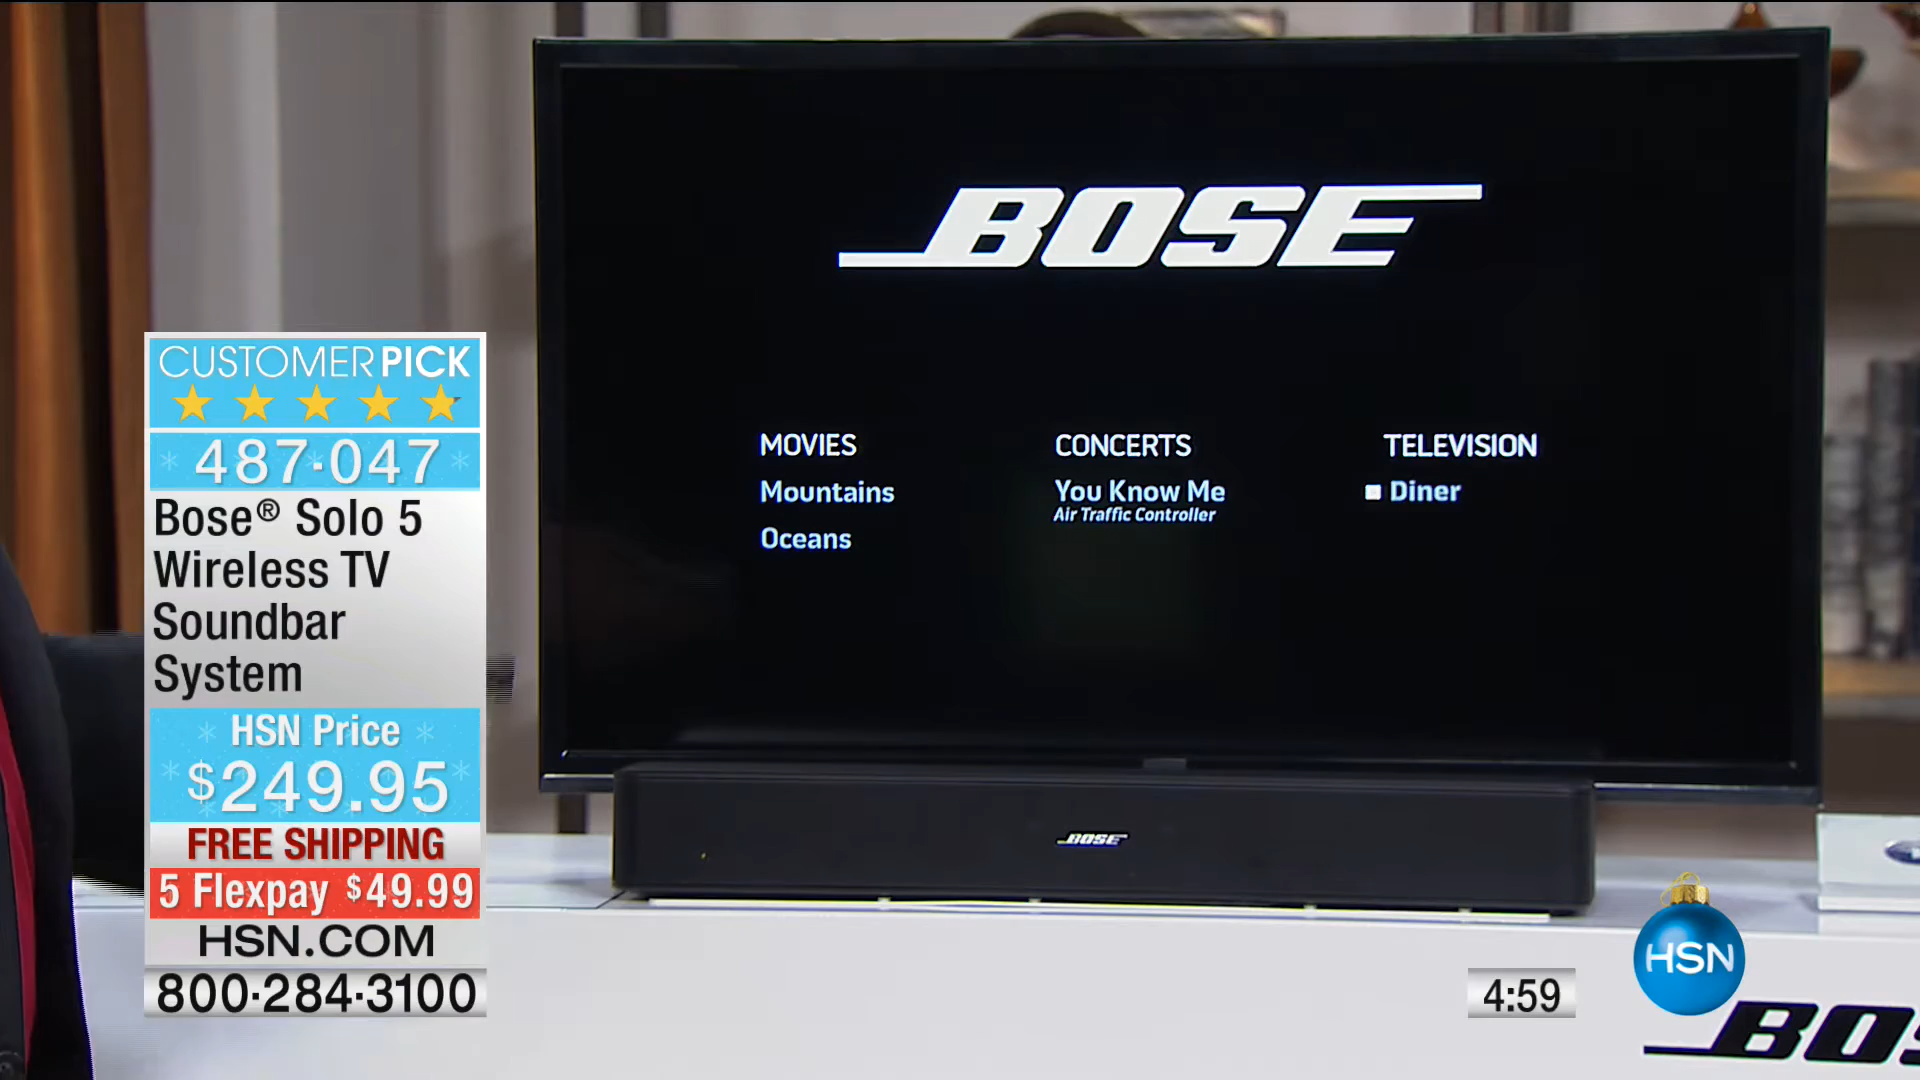 CUSTOMERPICK
487·047
Bose® Solo 5
Wireless TV
Soundbar
System
HSN Price
$249.95
FREE SHIPPING
5 Flexpay $49.99
HSN.COM
800·284·3100
BOSE
MOVIES
Mountains
Oceans
CONCERTS
You Know Me
Air Traffic Controller
TELEVISION
Diner
BOSE
4:59
HSN
BOS